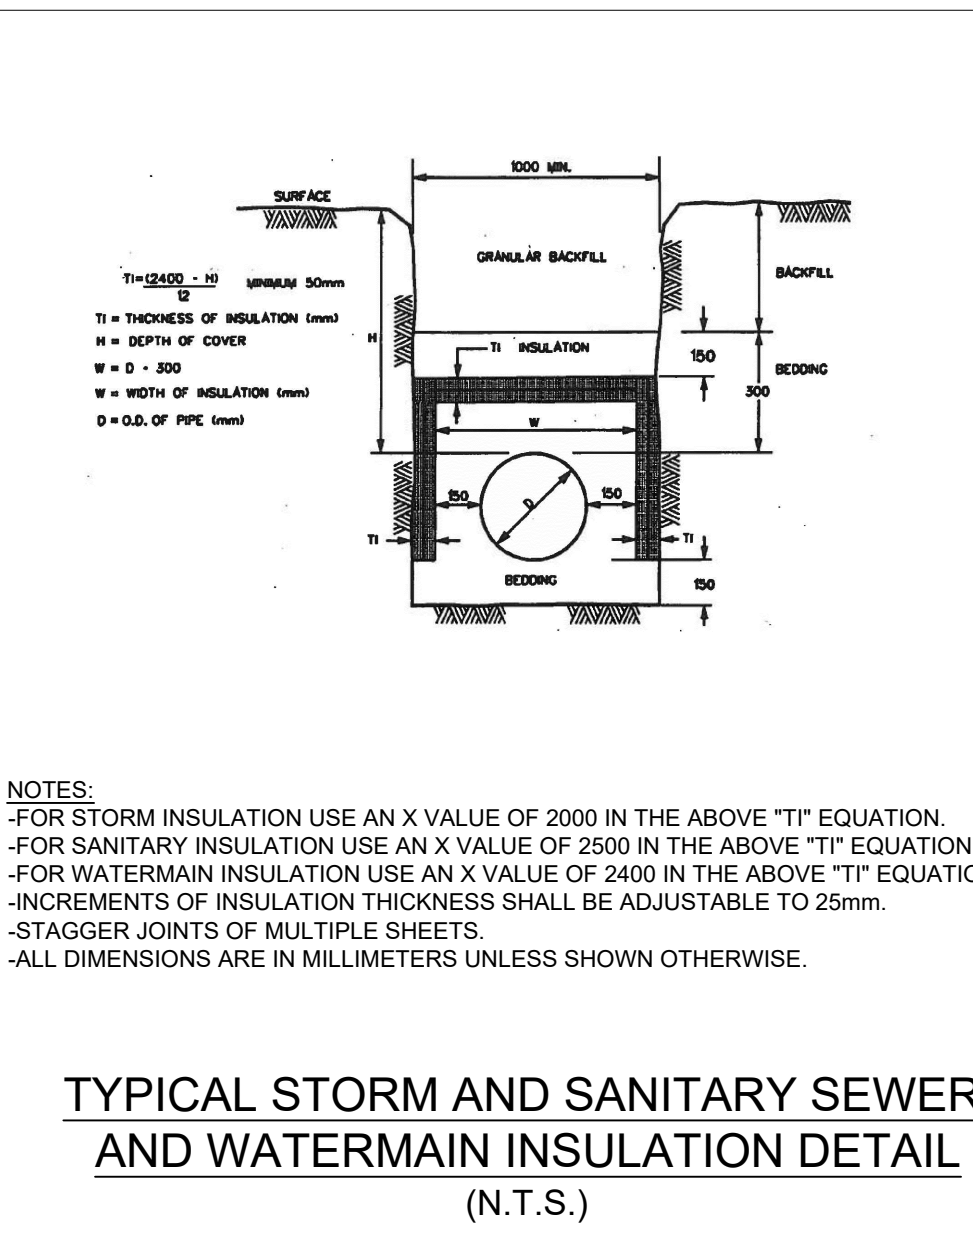 1000 MIN.
SURFACE
GRANULAR BACKFILL
BACKFILL
TI=(2400 - H)
12
MINIMUM 50mm
TI = THICKNESS OF INSULATION (mm)
H = DEPTH OF COVER
W = D + 300
W = WIDTH OF INSULATION (mm)
D = O.D. OF PIPE (mm)
H
TI INSULATION
150
BEDDING
300
W
150
D
150
TI
TI
BEDDING
150
NOTES:
-FOR STORM INSULATION USE AN X VALUE OF 2000 IN THE ABOVE "TI" EQUATION.
-FOR SANITARY INSULATION USE AN X VALUE OF 2500 IN THE ABOVE "TI" EQUATION
-FOR WATERMAIN INSULATION USE AN X VALUE OF 2400 IN THE ABOVE "TI" EQUATIO
-INCREMENTS OF INSULATION THICKNESS SHALL BE ADJUSTABLE TO 25mm.
-STAGGER JOINTS OF MULTIPLE SHEETS.
-ALL DIMENSIONS ARE IN MILLIMETERS UNLESS SHOWN OTHERWISE.
TYPICAL STORM AND SANITARY SEWER
AND WATERMAIN INSULATION DETAIL
(N.T.S.)